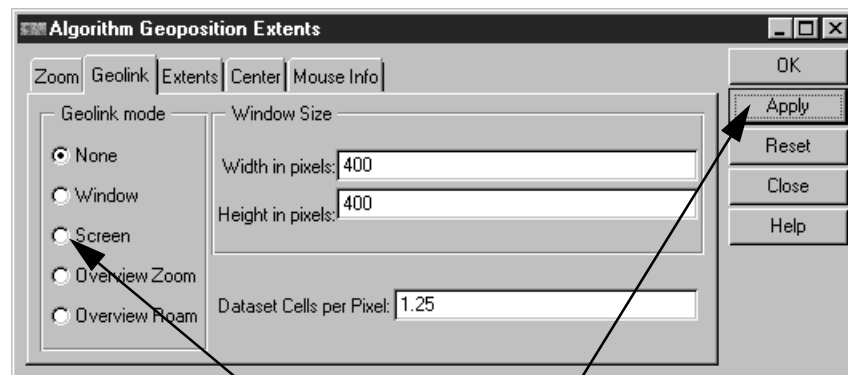 Algorithm Geoposition Extents
Zoom
Geolink
Extents
Center
Mouse Info
Geolink mode
None
Window
Screen
Overview Zoom
Overview Roam
Window Size
Width in pixels: 400
Height in pixels: 400
Dataset Cells per Pixel: 1.25
OK
Apply
Reset
Close
Help